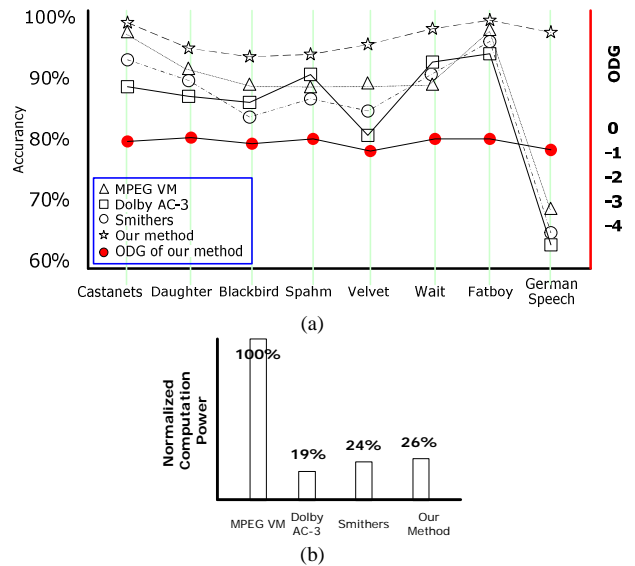 100%
90%
80%
70%
60%
Accurancy
ODG
0
-1
-2
-3
-4
MPEG VM
Dolby AC-3
Smithers
Our method
ODG of our method
Castanets Daughter Blackbird Spahm Velvet Wait Fatboy German Speech
(a)
Normalized
Computation
Power
100%
19%
24%
26%
MPEG VM Dolby AC-3 Smithers Our Method
(b)